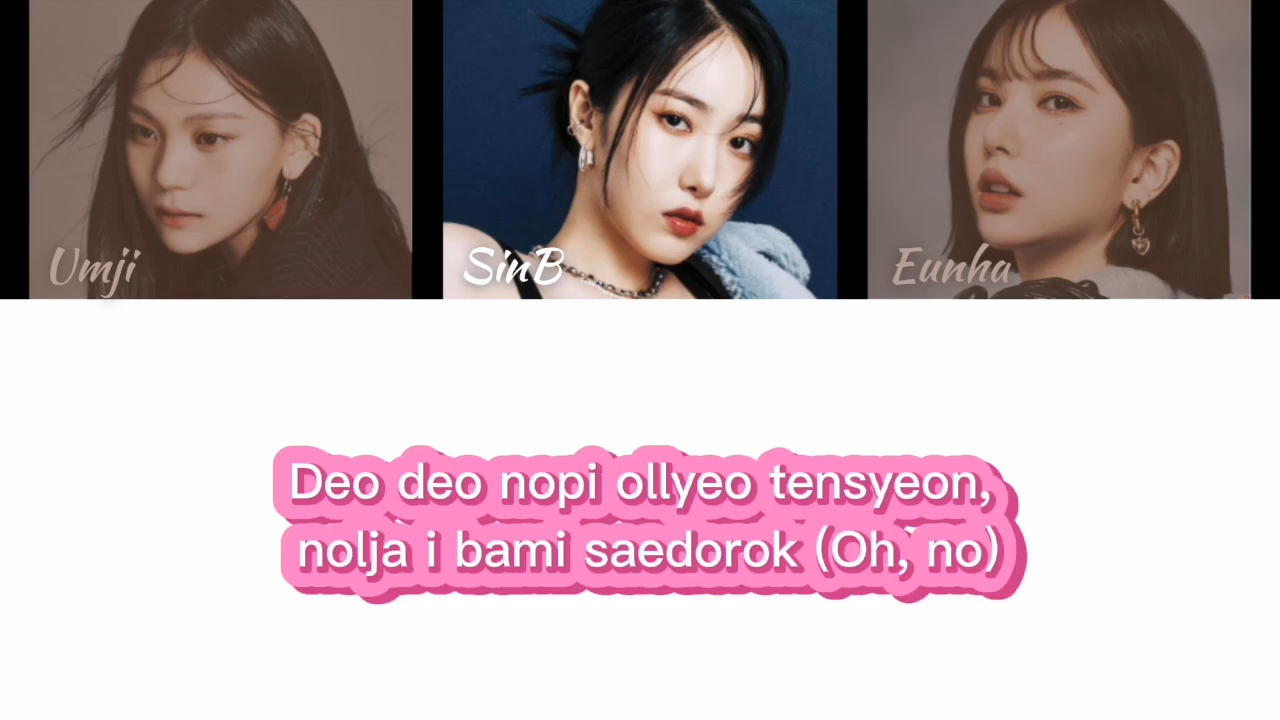 Umji
SinB
Eunha
Deo deo nopi ollyeo tensyeon,
nolja i bami saedorok (Oh, no)